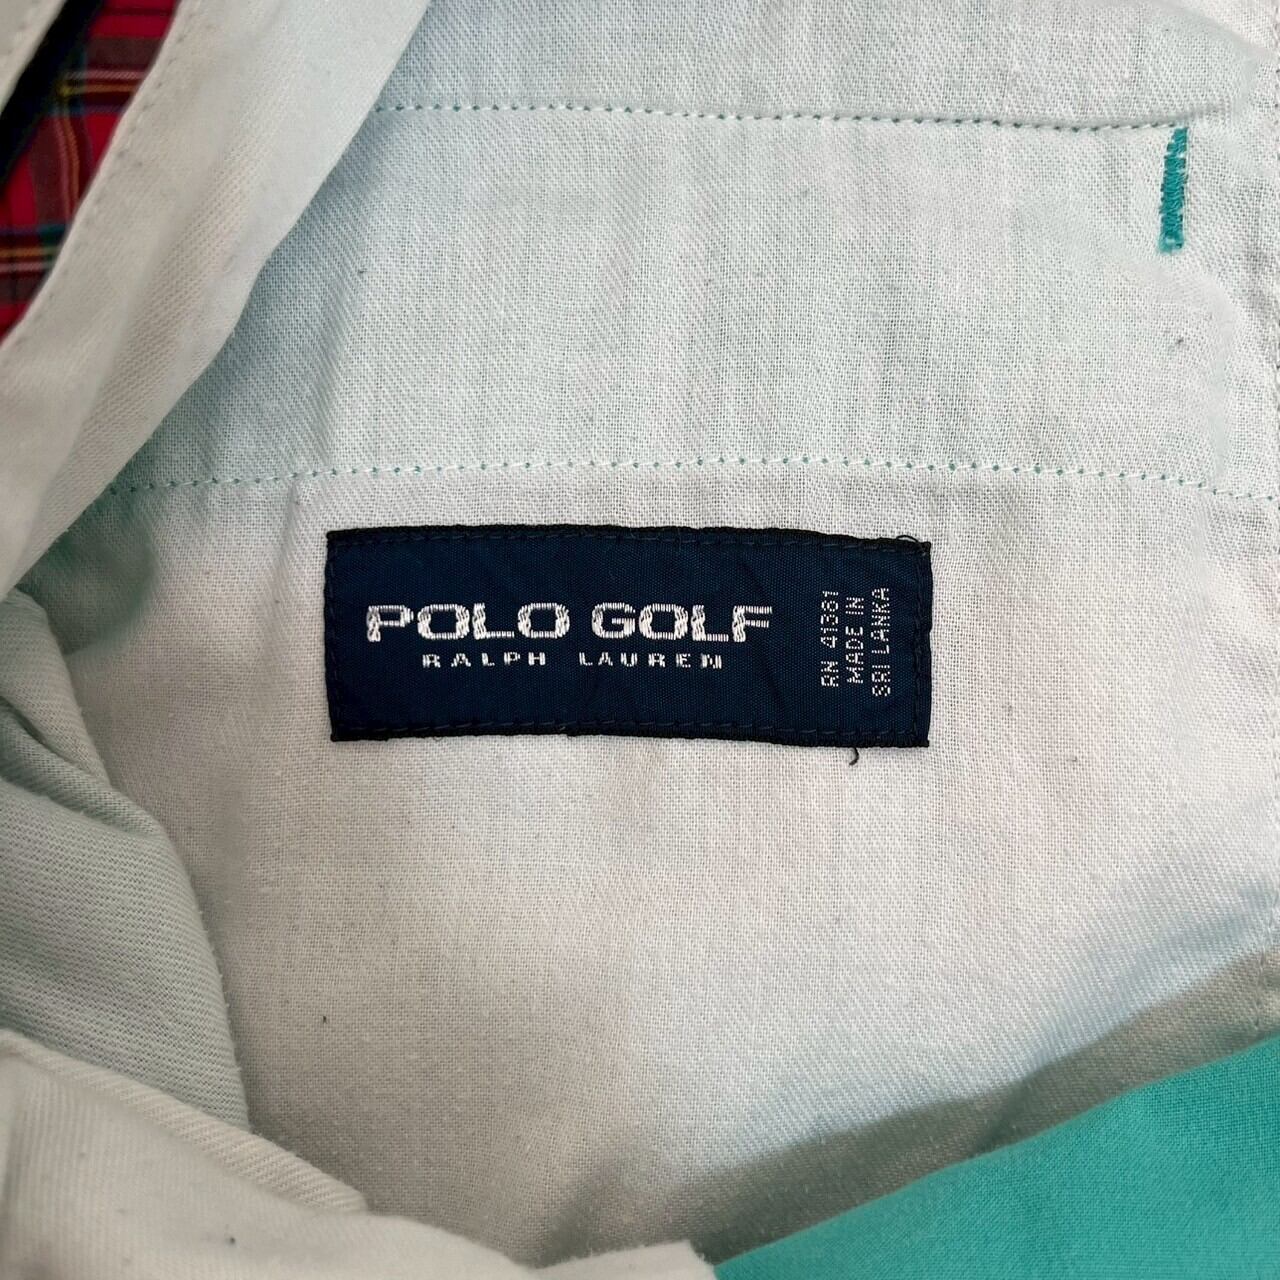 POLO GOLF
RALPH LAUREN
RN 41381
MADE IN
SRI LANKA